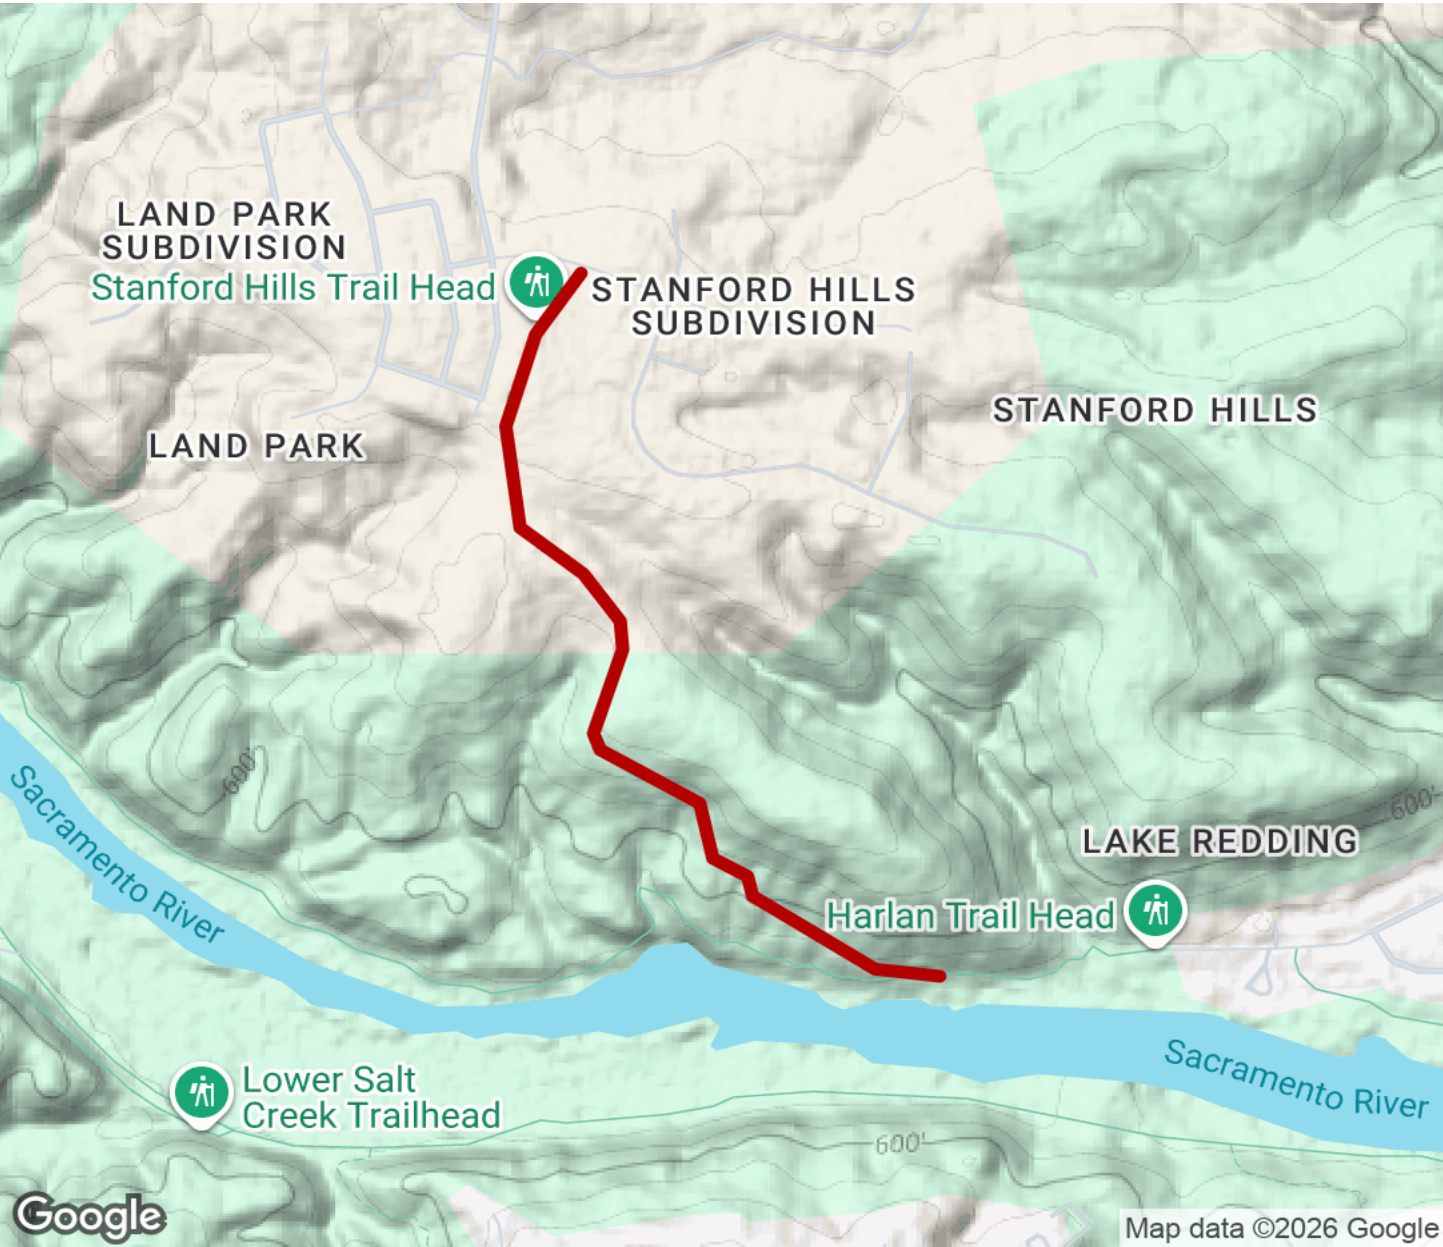 LAND PARK
SUBDIVISION
Stanford Hills Trail Head
STANFORD HILLS
SUBDIVISION
STANFORD HILLS
LAND PARK
600'
600'
Sacramento River
LAKE REDDING
Harlan Trail Head
Sacramento River
Lower Salt
Creek Trailhead
600'
Google
Map data ©2026 Google